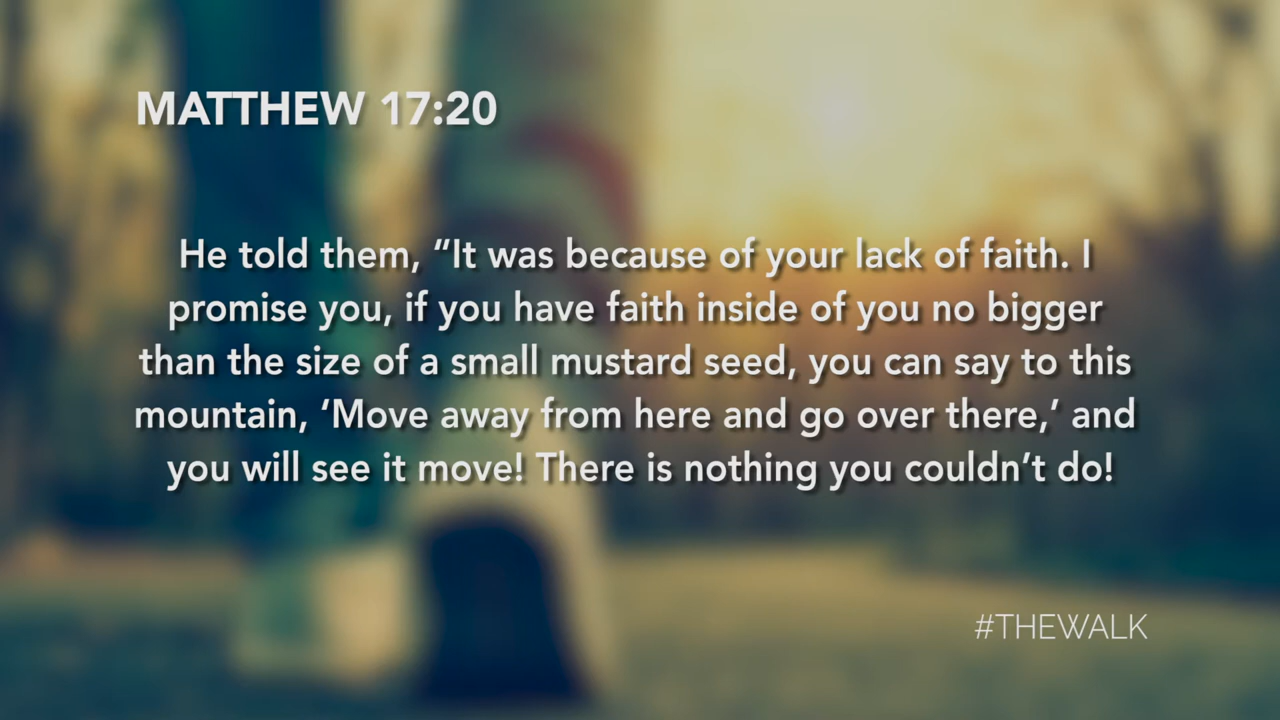 MATTHEW 17:20
He told them, “It was because of your lack of faith. I
promise you, if you have faith inside of you no bigger
than the size of a small mustard seed, you can say to this
mountain, ‘Move away from here and go over there,’ and
you will see it move! There is nothing you couldn’t do!
#THEWALK